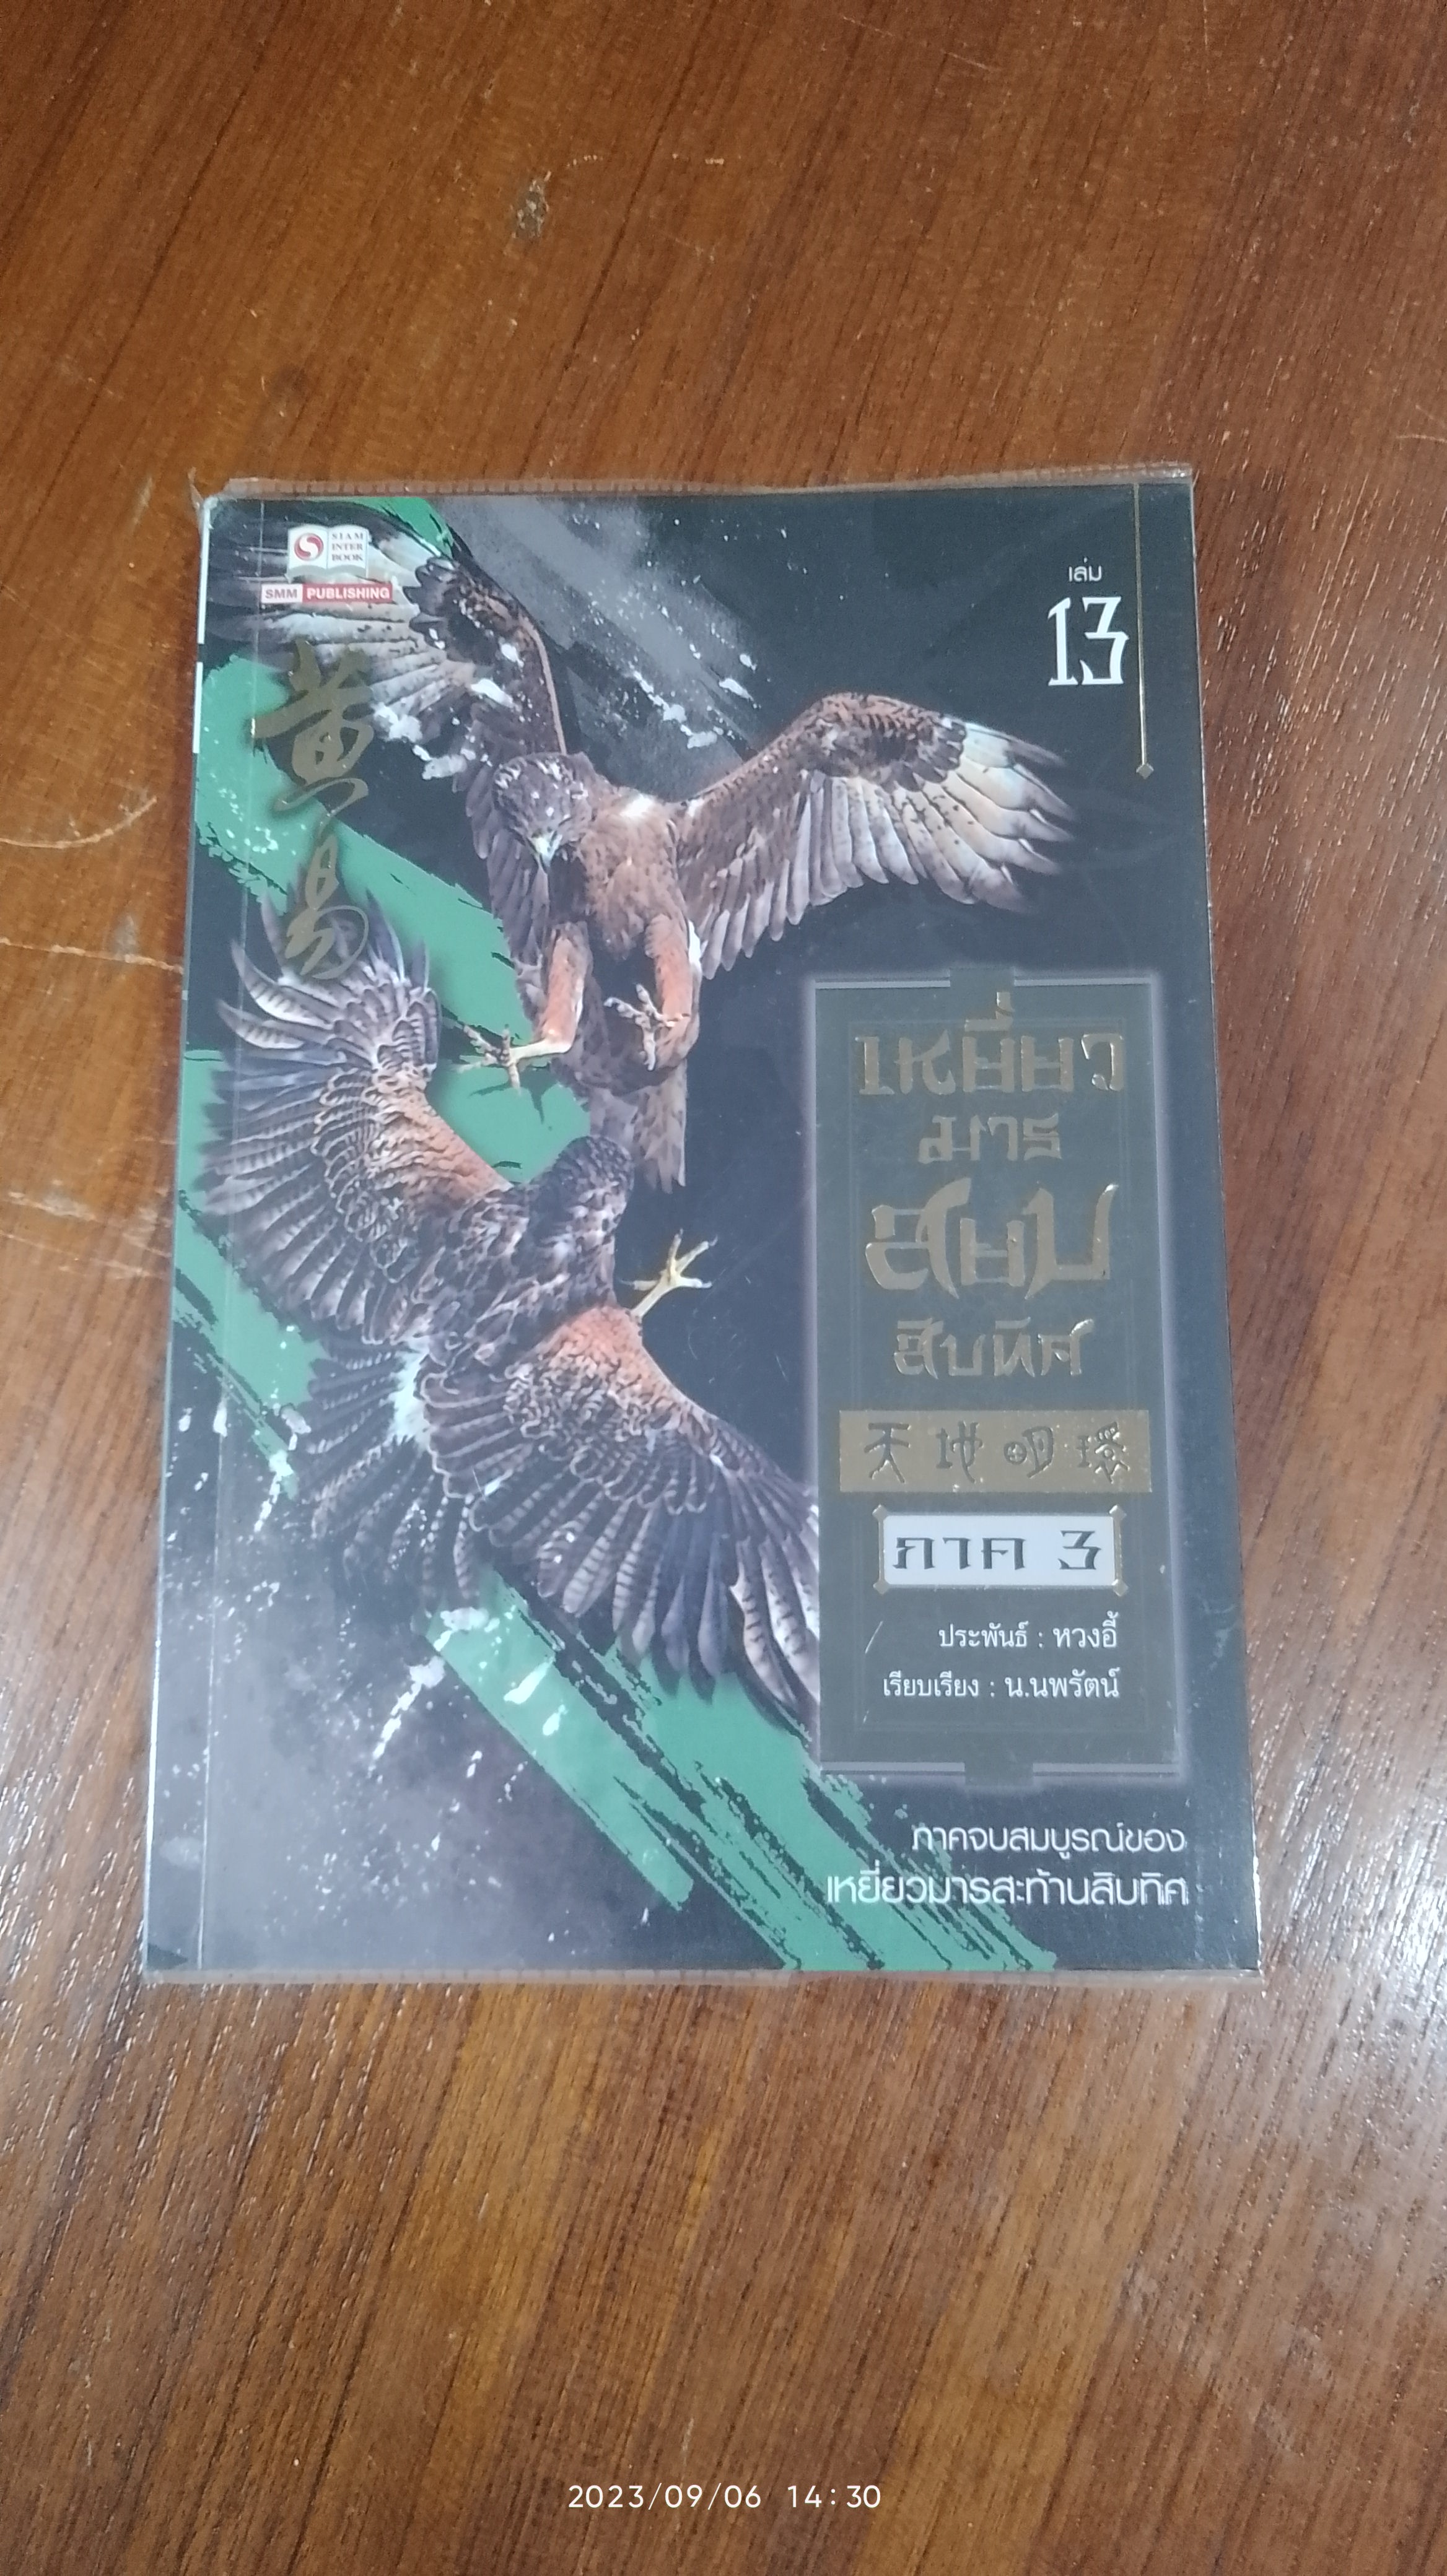 SIAM
INTER
BOOK
SMM PUBLISHING
黄
易
เล่ม
13
เหยี่ยว
มาร
สยบ
สิบทิศ
天地明環
ภาค 3
ประพันธ์ : หวงอี้
เรียบเรียง : น.นพรัตน์
ภาคจบสมบูรณ์ของ
เหยี่ยวมารสะท้านสิบทิศ
2023/09/06 14:30